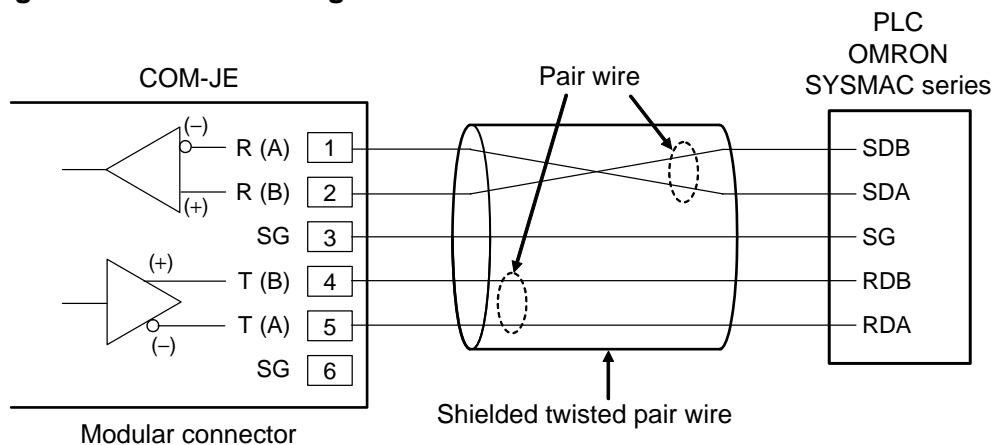 PLC
OMRON
SYSMAC series
COM-JE
Pair wire
(−)
R (A) 1
SDB
R (B) 2
(+)
SDA
SG 3
SG
(+)
T (B) 4
RDB
T (A) 5
(−)
RDA
SG 6
Shielded twisted pair wire
Modular connector